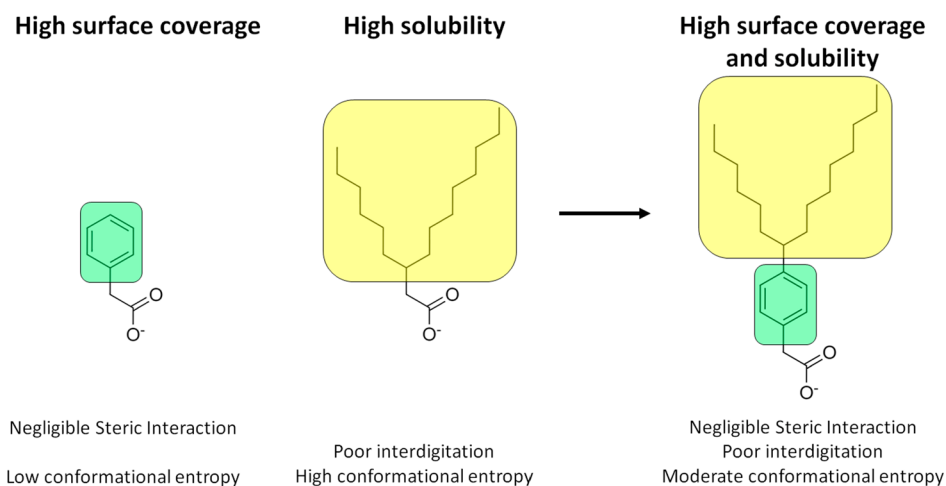 High surface coverage
High solubility
High surface coverage
and solubility
O
O-
O
O-
O
O-
Negligible Steric Interaction
Low conformational entropy
Poor interdigitation
High conformational entropy
Negligible Steric Interaction
Poor interdigitation
Moderate conformational entropy